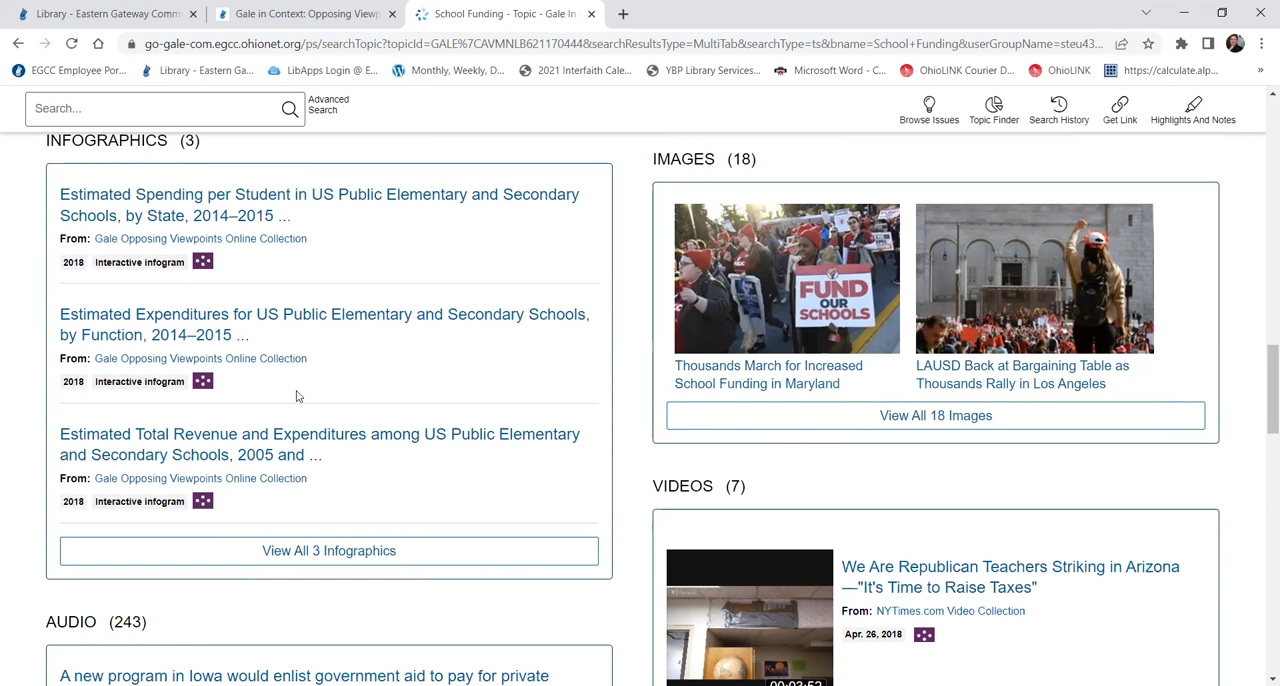 Library - Eastern Gateway Comm
Gale in Context: Opposing Viewp
School Funding - Topic - Gale In
go-gale-com.egcc.ohionet.org/ps/searchTopic?topicId=GALE%7CAVMNLB621170444&searchResultsType=MultiTab&searchType=ts&bname=School+Funding&userGroupName=steu43...
EGCC Employee Por...
Library - Eastern Ga...
LibApps Login @ E...
Monthly, Weekly, D...
2021 Interfaith Cale...
YBP Library Services...
Microsoft Word - C...
OhioLINK Courier D...
OhioLINK
https://calculate.alp...
»
Search...
Advanced
Search
Browse Issues
Topic Finder
Search History
Get Link
Highlights And Notes
INFOGRAPHICS (3)
Estimated Spending per Student in US Public Elementary and Secondary
Schools, by State, 2014–2015 ...
From: Gale Opposing Viewpoints Online Collection
2018 Interactive infogram
Estimated Expenditures for US Public Elementary and Secondary Schools,
by Function, 2014–2015 ...
From: Gale Opposing Viewpoints Online Collection
2018 Interactive infogram
Estimated Total Revenue and Expenditures among US Public Elementary
and Secondary Schools, 2005 and ...
From: Gale Opposing Viewpoints Online Collection
2018 Interactive infogram
View All 3 Infographics
AUDIO (243)
A new program in Iowa would enlist government aid to pay for private
IMAGES (18)
FUND
OUR
SCHOOLS
Thousands March for Increased
School Funding in Maryland
LAUSD Back at Bargaining Table as
Thousands Rally in Los Angeles
View All 18 Images
VIDEOS (7)
We Are Republican Teachers Striking in Arizona
—"It's Time to Raise Taxes"
From: NYTimes.com Video Collection
Apr. 26, 2018
00:03:52